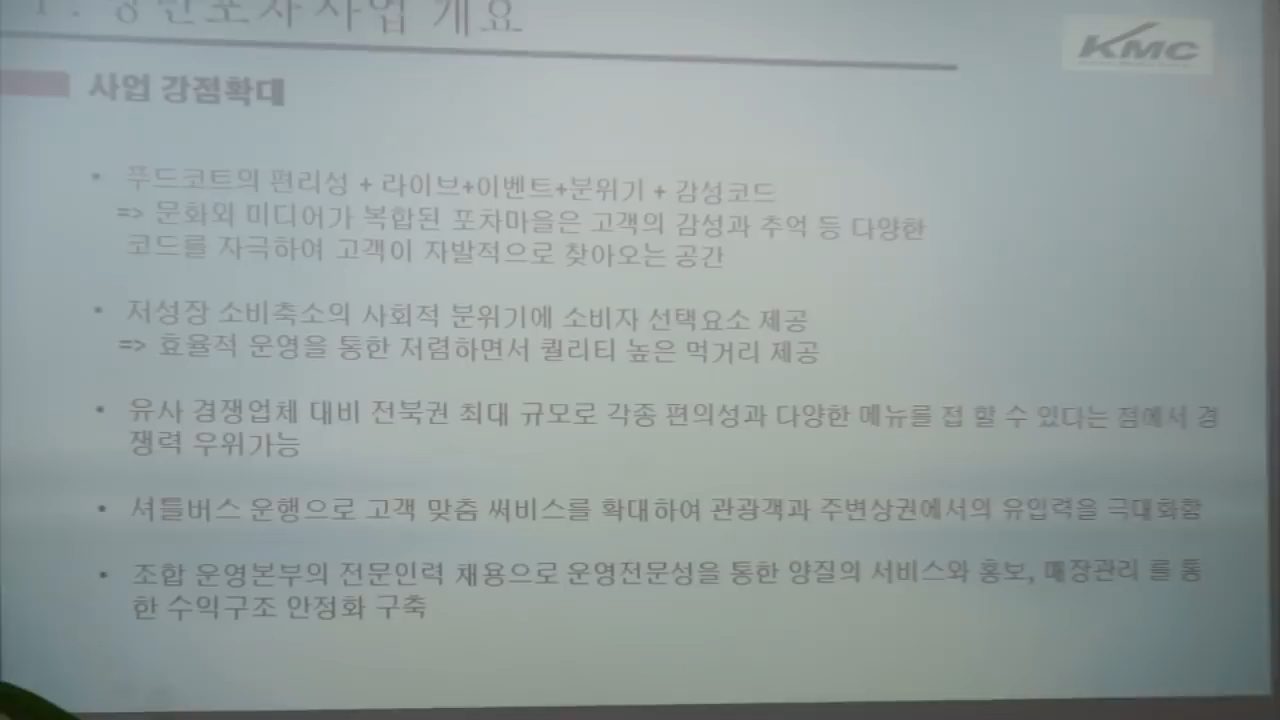 포차사업 개요
KMC
사업 강점확대
• 푸드코트의 편리성 + 라이브+이벤트+분위기 + 감성코드
=> 문화와 미디어가 복합된 포차마을은 고객의 감성과 추억 등 다양한
코드를 자극하여 고객이 자발적으로 찾아오는 공간
• 저성장 소비축소의 사회적 분위기에 소비자 선택요소 제공
=> 효율적 운영을 통한 저렴하면서 퀄리티 높은 먹거리 제공
• 유사 경쟁업체 대비 전북권 최대 규모로 각종 편의성과 다양한 메뉴를 접 할 수 있다는 점에서 경
쟁력 우위가능
• 셔틀버스 운행으로 고객 맞춤 써비스를 확대하여 관광객과 주변상권에서의 유입력을 극대화함
• 조합 운영본부의 전문인력 채용으로 운영전문성을 통한 양질의 서비스와 홍보, 매장관리 를 통
한 수익구조 안정화 구축